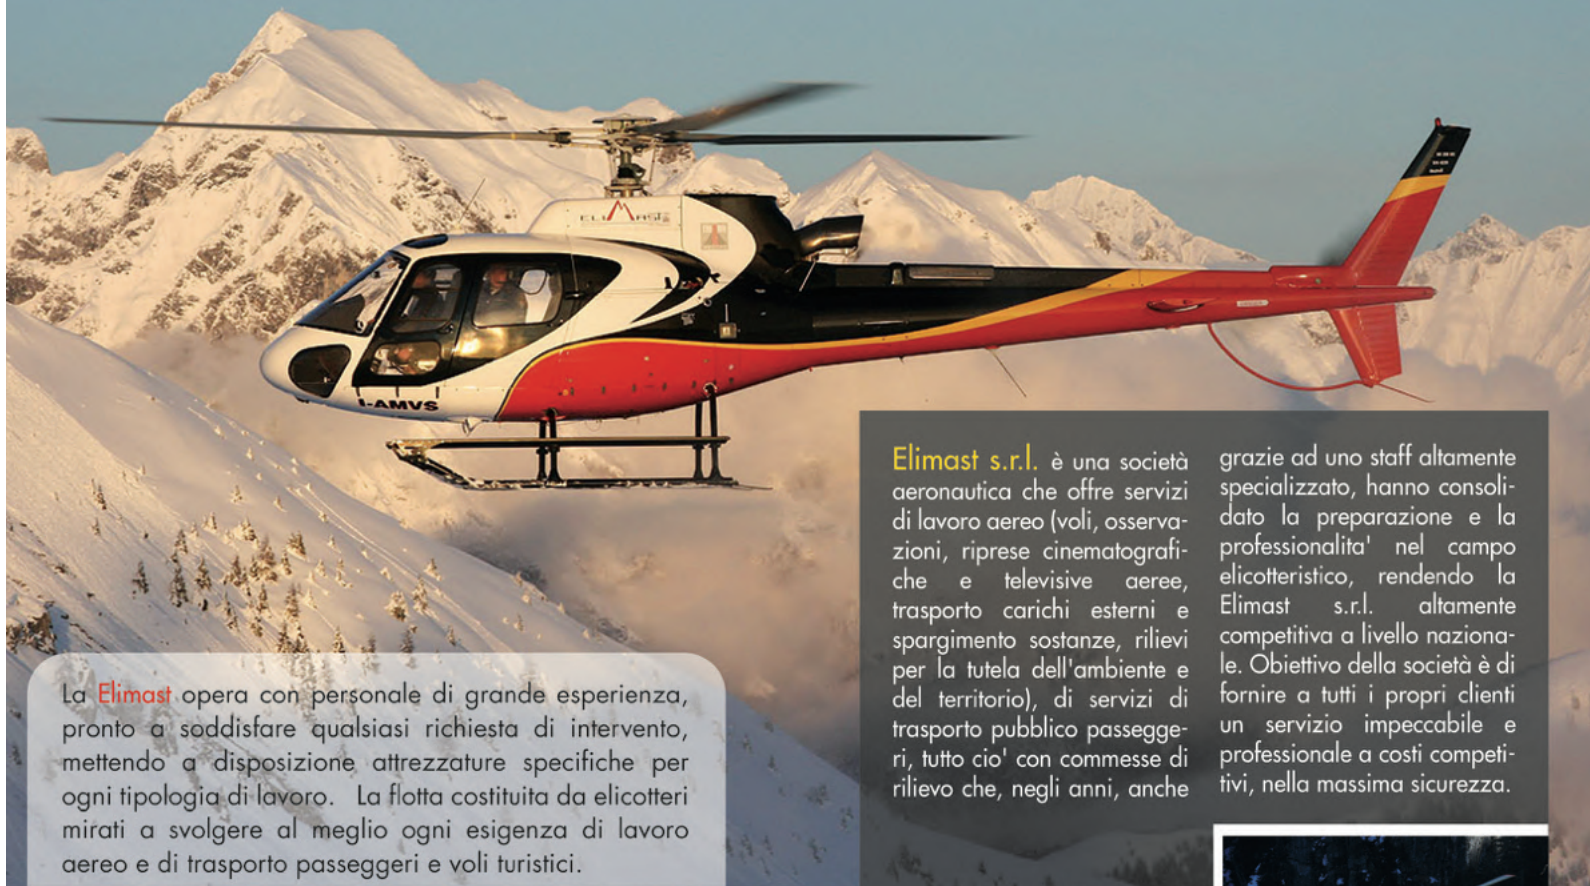 ELI MAST
I-AMVS
Elimast s.r.l. è una società
aeronautica che offre servizi
di lavoro aereo (voli, osserva-
zioni, riprese cinematografi-
che e televisive aeree,
trasporto carichi esterni e
spargimento sostanze, rilievi
per la tutela dell'ambiente e
del territorio), di servizi di
trasporto pubblico passegge-
ri, tutto cio' con commesse di
rilievo che, negli anni, anche
grazie ad uno staff altamente
specializzato, hanno consoli-
dato la preparazione e la
professionalita' nel campo
elicotteristico, rendendo la
Elimast s.r.l. altamente
competitiva a livello naziona-
le. Obiettivo della società è di
fornire a tutti i propri clienti
un servizio impeccabile e
professionale a costi competi-
tivi, nella massima sicurezza.
La Elimast opera con personale di grande esperienza,
pronto a soddisfare qualsiasi richiesta di intervento,
mettendo a disposizione attrezzature specifiche per
ogni tipologia di lavoro. La flotta costituita da elicotteri
mirati a svolgere al meglio ogni esigenza di lavoro
aereo e di trasporto passeggeri e voli turistici.